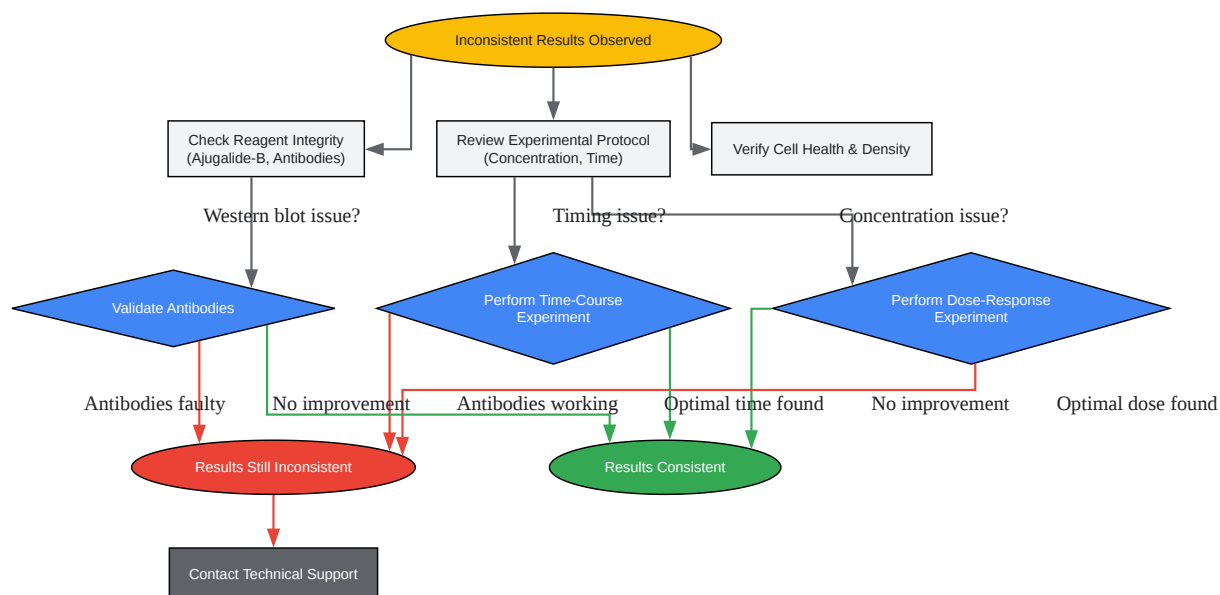 Inconsistent Results Observed
Check Reagent Integrity
(Ajugalide-B, Antibodies)
Review Experimental Protocol
(Concentration, Time)
Verify Cell Health & Density
Western blot issue?
Timing issue?
Concentration issue?
Validate Antibodies
Perform Time-Course
Experiment
Perform Dose-Response
Experiment
Antibodies faulty
No improvement
Antibodies working
Optimal time found
No improvement
Optimal dose found
Results Still Inconsistent
Results Consistent
Contact Technical Support